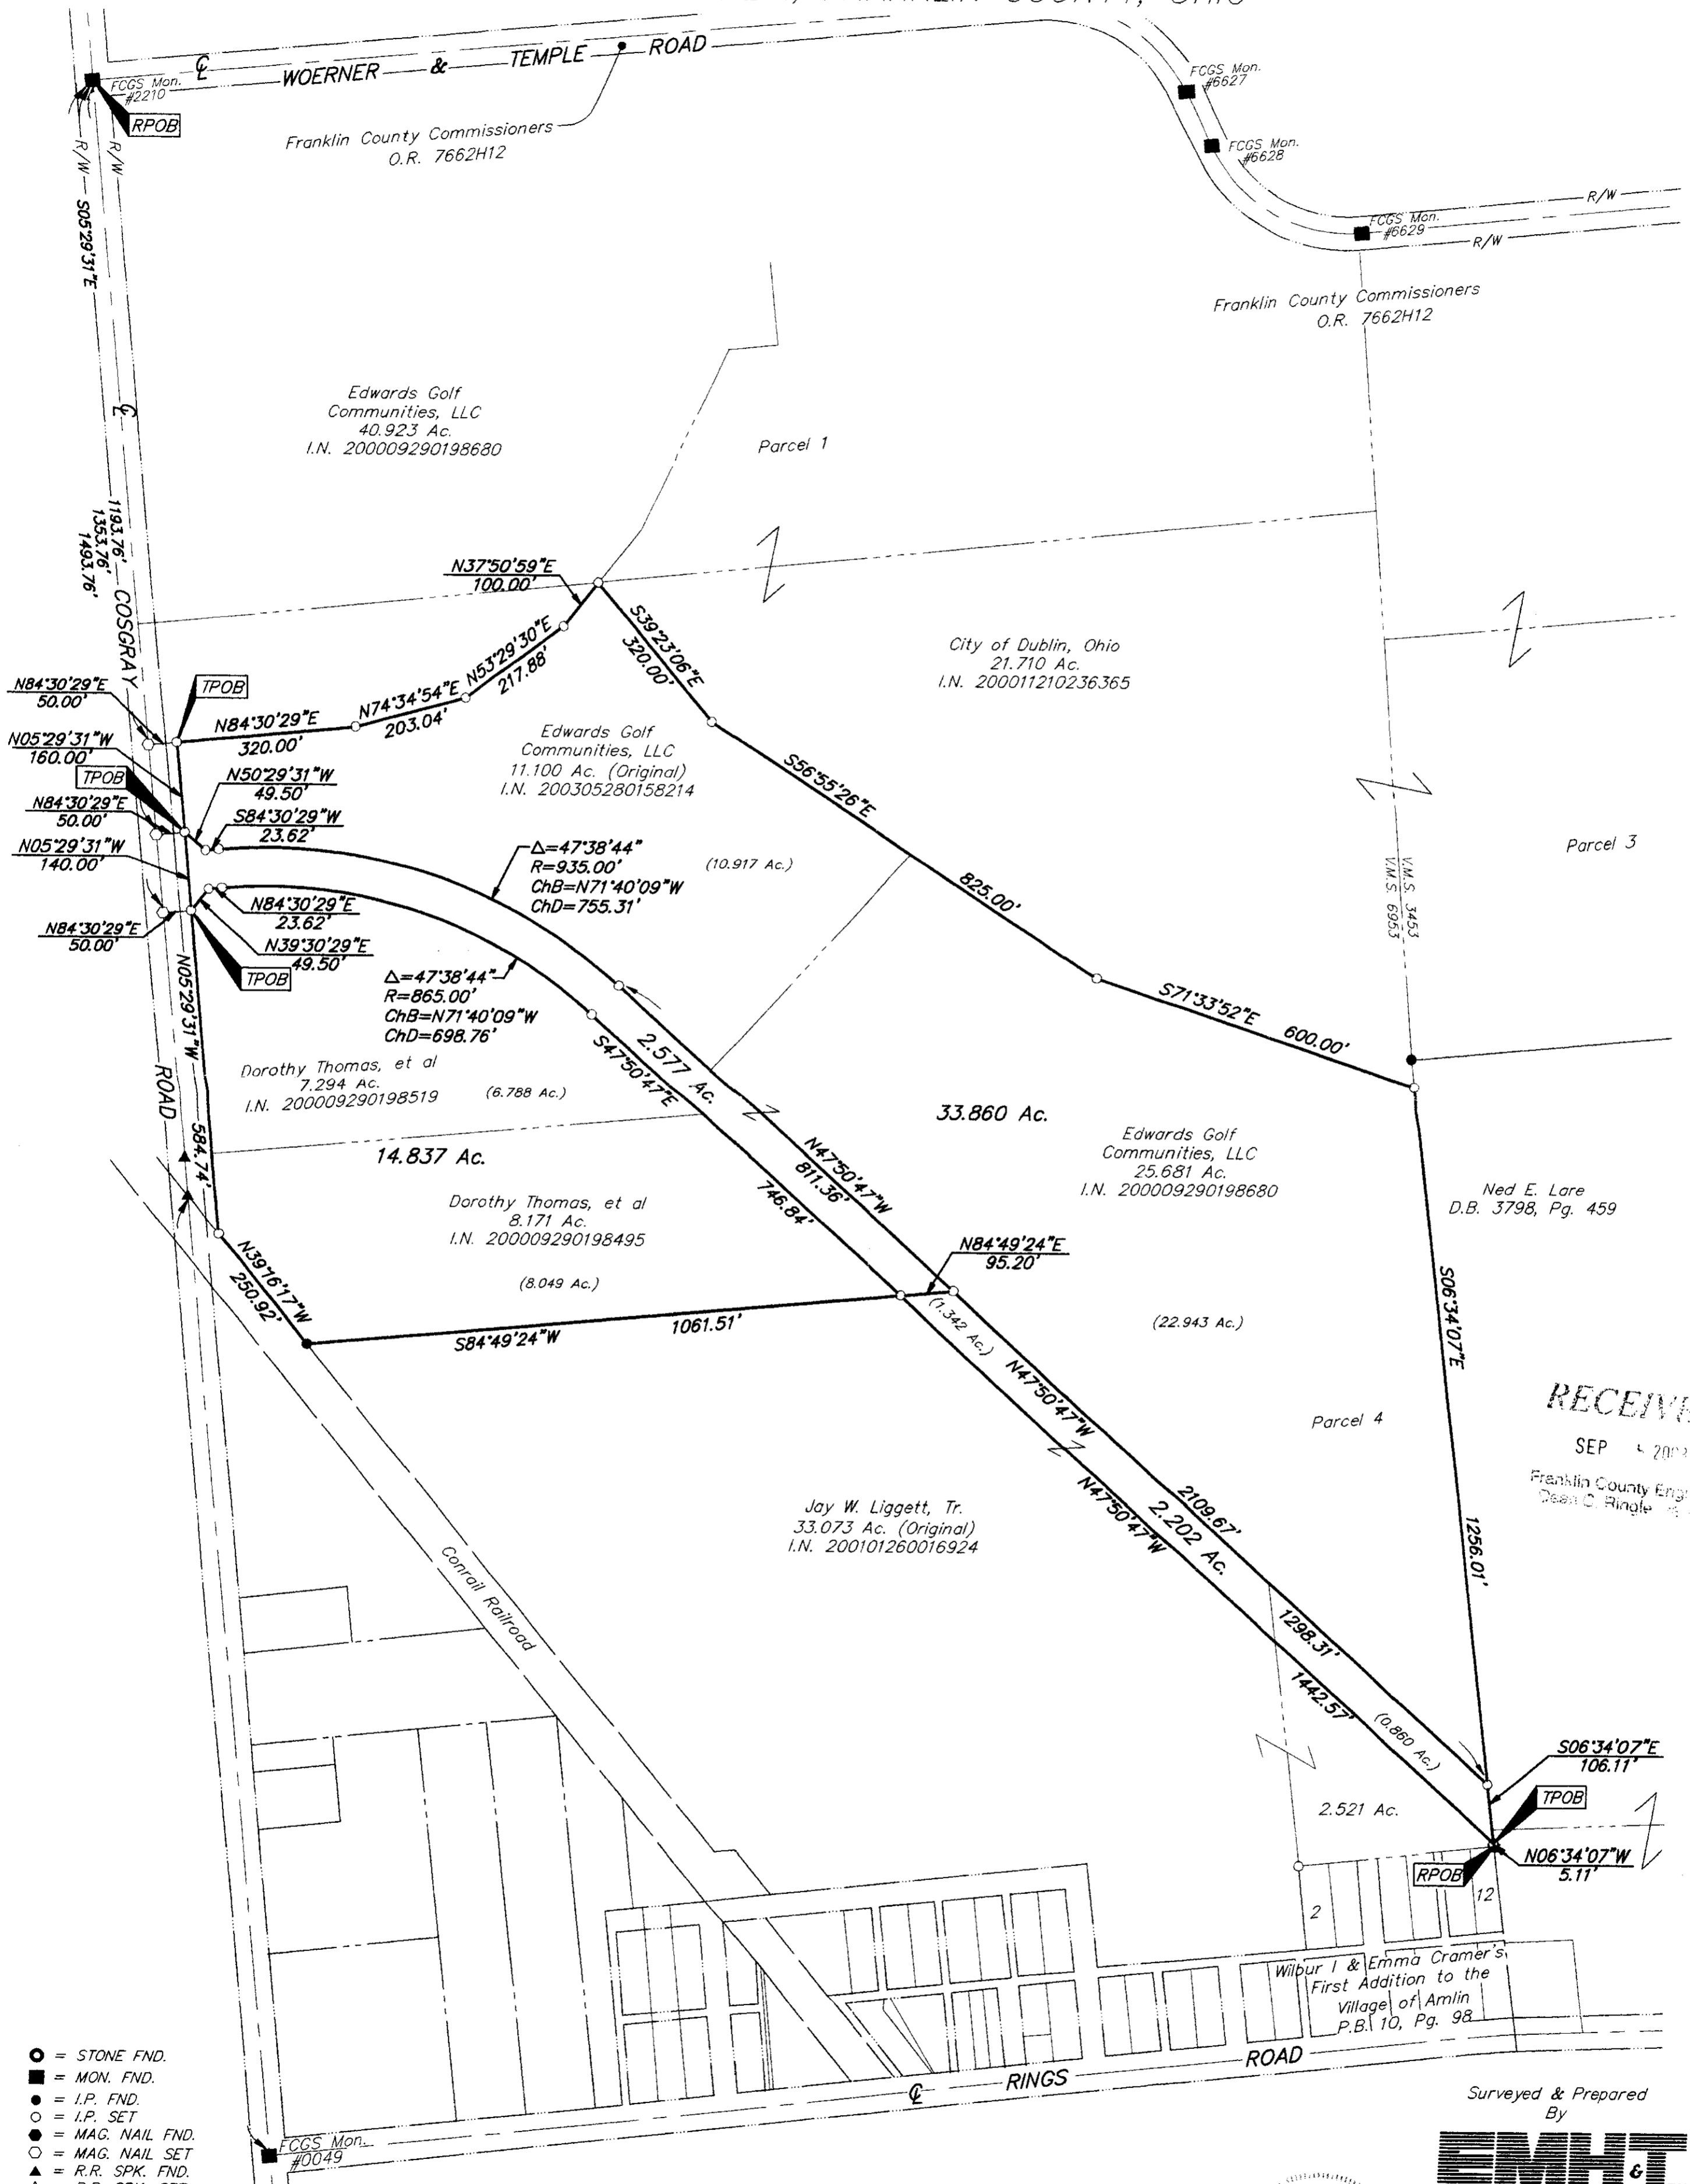 FRANKLIN COUNTY, OHIO
WOERNER & TEMPLE ROAD
FCGS Mon.
#2210
RPOB
Franklin County Commissioners
O.R. 7662H12
FCGS Mon.
#6627
FCGS Mon.
#6628
FCGS Mon.
#6629
R/W
R/W
R/W
R/W
S05°29'31"E
Franklin County Commissioners
O.R. 7662H12
Edwards Golf
Communities, LLC
40.923 Ac.
I.N. 200009290198680
Parcel 1
1193.76'
1353.76'
1493.76'
COSGRAY
N37°50'59"E
100.00'
S39°23'06"E
320.00'
N53°29'30"E
217.88'
N74°34'54"E
203.04'
N84°30'29"E
320.00'
TPOB
N84°30'29"E
50.00'
N05°29'31"W
160.00'
TPOB
N50°29'31"W
49.50'
N84°30'29"E
50.00'
S84°30'29"W
23.62'
N05°29'31"W
140.00'
City of Dublin, Ohio
21.710 Ac.
I.N. 200011210236365
Edwards Golf
Communities, LLC
11.100 Ac. (Original)
I.N. 200305280158214
S56°55'26"E
825.00'
Δ=47°38'44"
R=935.00'
ChB=N71°40'09"W
ChD=755.31'
(10.917 Ac.)
Parcel 3
V.M.S. 3453
V.M.S. 6953
N84°30'29"E
23.62'
N84°30'29"E
50.00'
N39°30'29"E
49.50'
TPOB
Δ=47°38'44"
R=865.00'
ChB=N71°40'09"W
ChD=698.76'
S71°33'52"E
600.00'
N05°29'31"W
584.74'
ROAD
Dorothy Thomas, et al
7.294 Ac.
I.N. 200009290198519
(6.788 Ac.)
S47°50'47"E
746.84'
2.577 Ac.
N47°50'47"W
811.36'
33.860 Ac.
14.837 Ac.
Edwards Golf
Communities, LLC
25.681 Ac.
I.N. 200009290198680
Ned E. Lare
D.B. 3798, Pg. 459
Dorothy Thomas, et al
8.171 Ac.
I.N. 200009290198495
(8.049 Ac.)
N84°49'24"E
95.20'
N39°16'17"W
250.92'
S84°49'24"W
1061.51'
(1.342 Ac.)
(22.943 Ac.)
S06°34'07"E
1256.01'
N47°50'47"W
2109.67'
Parcel 4
SEP
Franklin County
Dean C. Ringle
N47°50'47"W
2.202 Ac.
Jay W. Liggett, Tr.
33.073 Ac. (Original)
I.N. 200101260016924
Conrail Railroad
1298.31'
1442.57'
(0.860 Ac.)
S06°34'07"E
106.11'
TPOB
2.521 Ac.
RPOB
N06°34'07"W
5.11'
2
12
Wilbur I & Emma Cramer's
First Addition to the
Village of Amlin
P.B. 10, Pg. 98
RINGS ROAD
FCGS Mon.
#0049
= STONE FND.
= MON. FND.
= I.P. FND.
= I.P. SET
= MAG. NAIL FND.
= MAG. NAIL SET
= R.R. SPK. FND.
Surveyed & Prepared
By
EMH&T